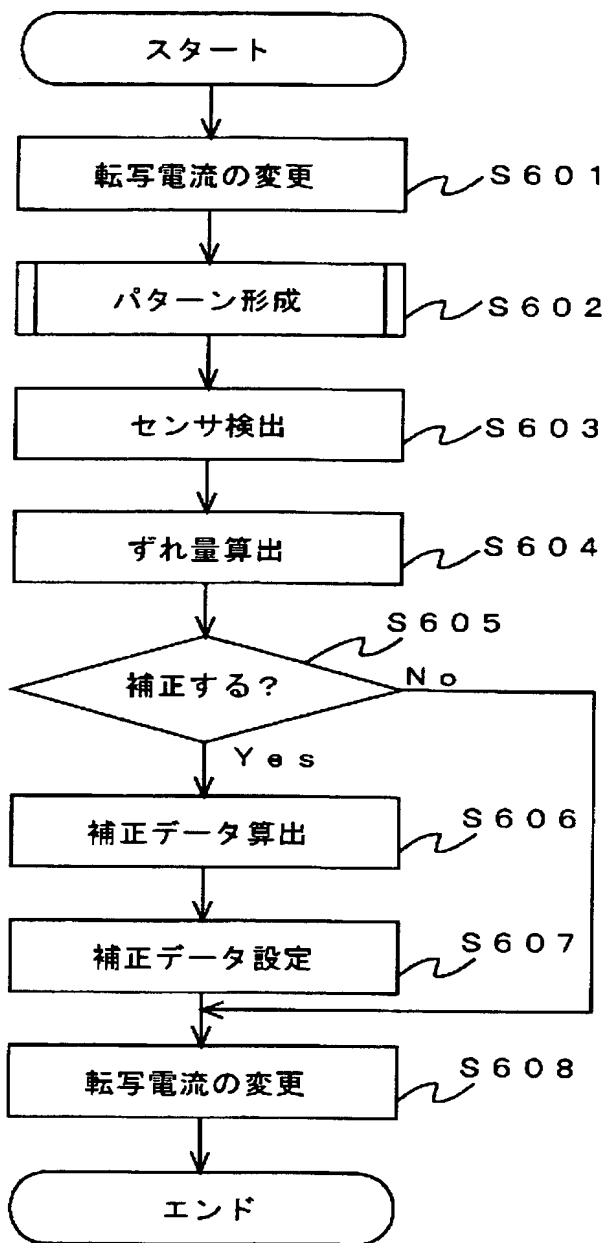 スタート
転写電流の変更
S601
パターン形成
S602
センサ検出
S603
ずれ量算出
S604
S605
補正する?
No
Yes
補正データ算出
S606
補正データ設定
S607
転写電流の変更
S608
エンド